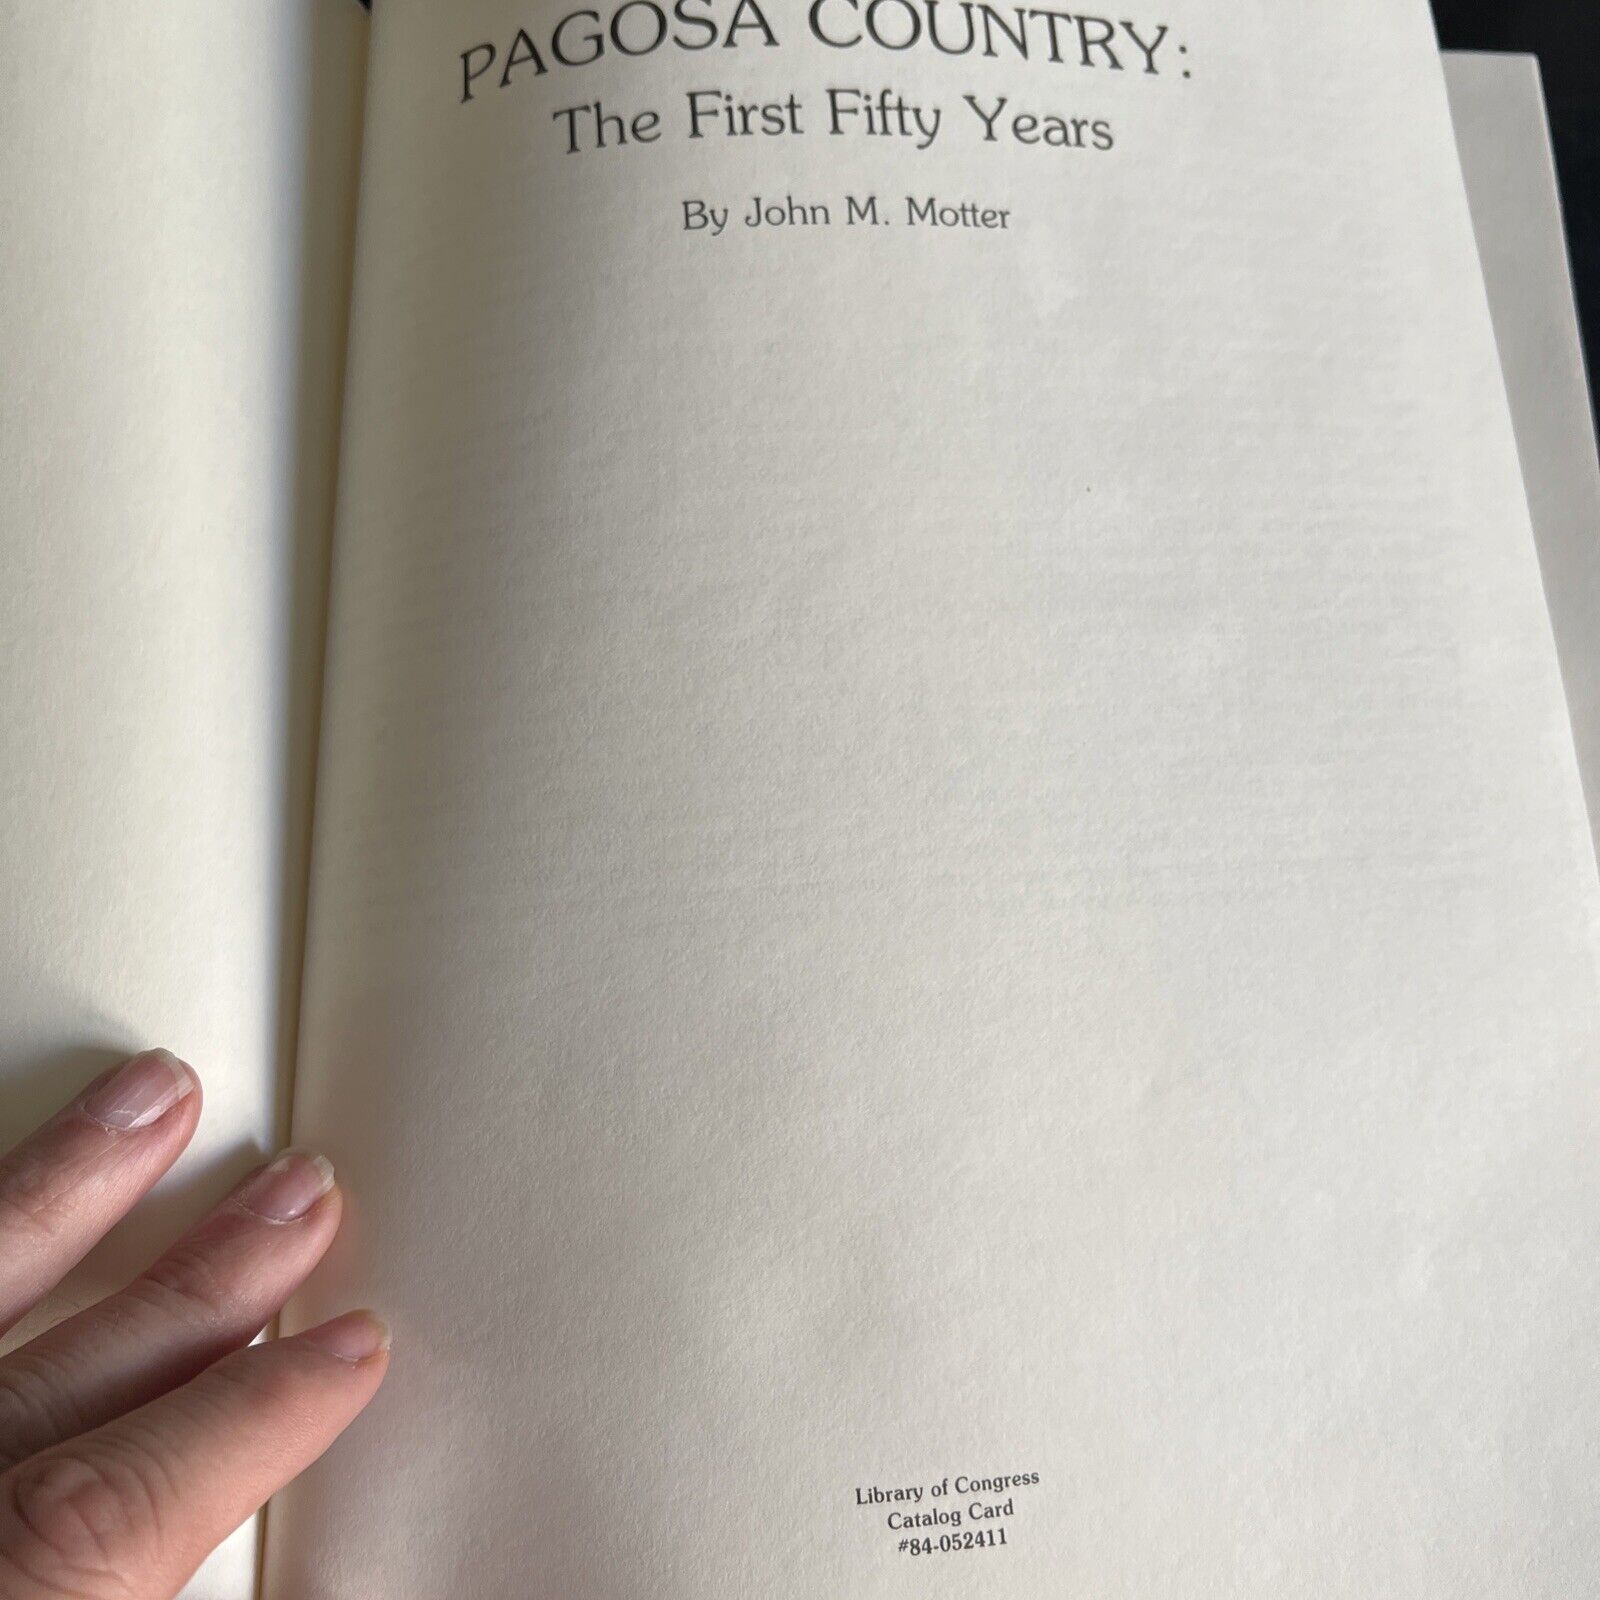 PAGOSA COUNTRY:
The First Fifty Years
By John M. Motter
Library of Congress
Catalog Card
#84-052411